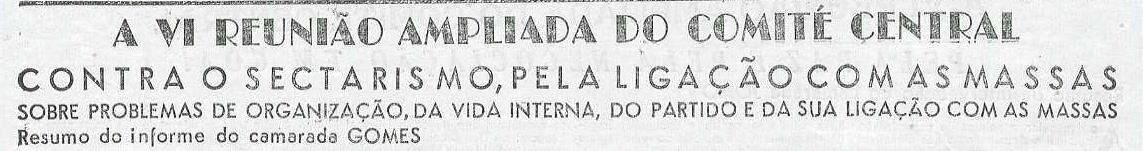 A VI REUNIÃO AMPLIADA DO COMITÉ CENTRAL
CONTRA O SECTARISMO, PELA LIGAÇÃO COM AS MASSAS
SOBRE PROBLEMAS DE ORGANIZAÇÃO, DA VIDA INTERNA, DO PARTIDO E DA SUA LIGAÇÃO COM AS MASSAS
Resumo do informe do camarada GOMES